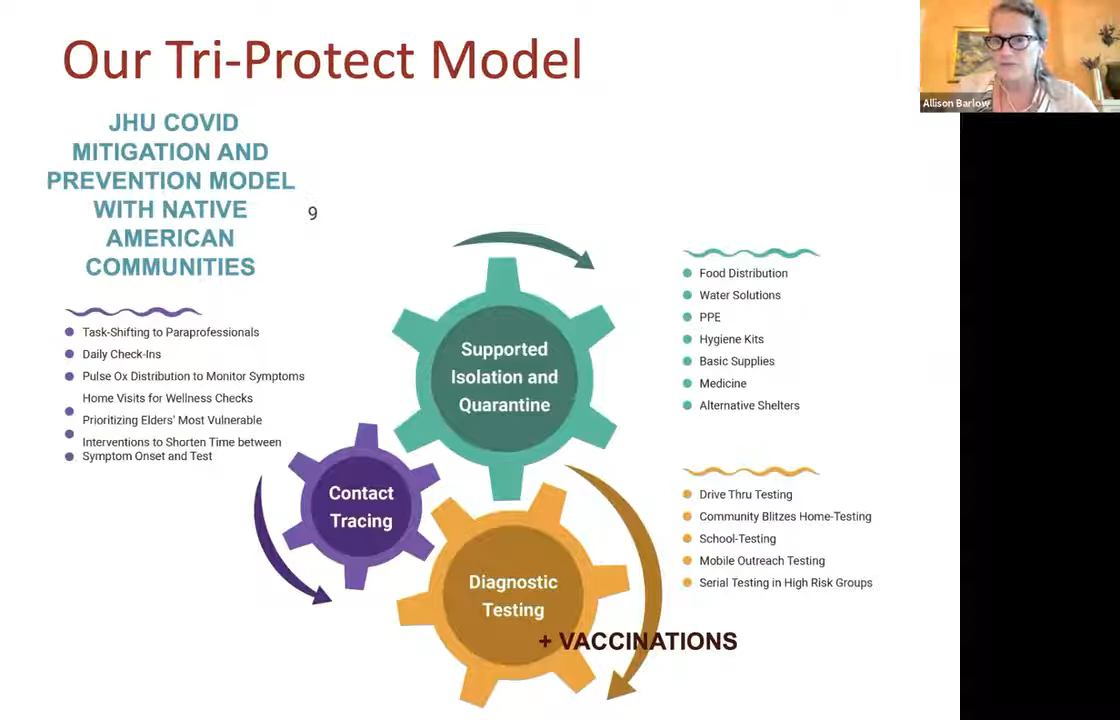 Our Tri-Protect Model
Allison Barlow
JHU COVID
MITIGATION AND
PREVENTION MODEL
WITH NATIVE
AMERICAN
COMMUNITIES
9
Task-Shifting to Paraprofessionals
Daily Check-Ins
Pulse Ox Distribution to Monitor Symptoms
Home Visits for Wellness Checks
Prioritizing Elders' Most Vulnerable
Interventions to Shorten Time between
Symptom Onset and Test
Supported
Isolation and
Quarantine
Food Distribution
Water Solutions
PPE
Hygiene Kits
Basic Supplies
Medicine
Alternative Shelters
Contact
Tracing
Diagnostic
Testing
+ VACCINATIONS
Drive Thru Testing
Community Blitzes Home-Testing
School-Testing
Mobile Outreach Testing
Serial Testing in High Risk Groups